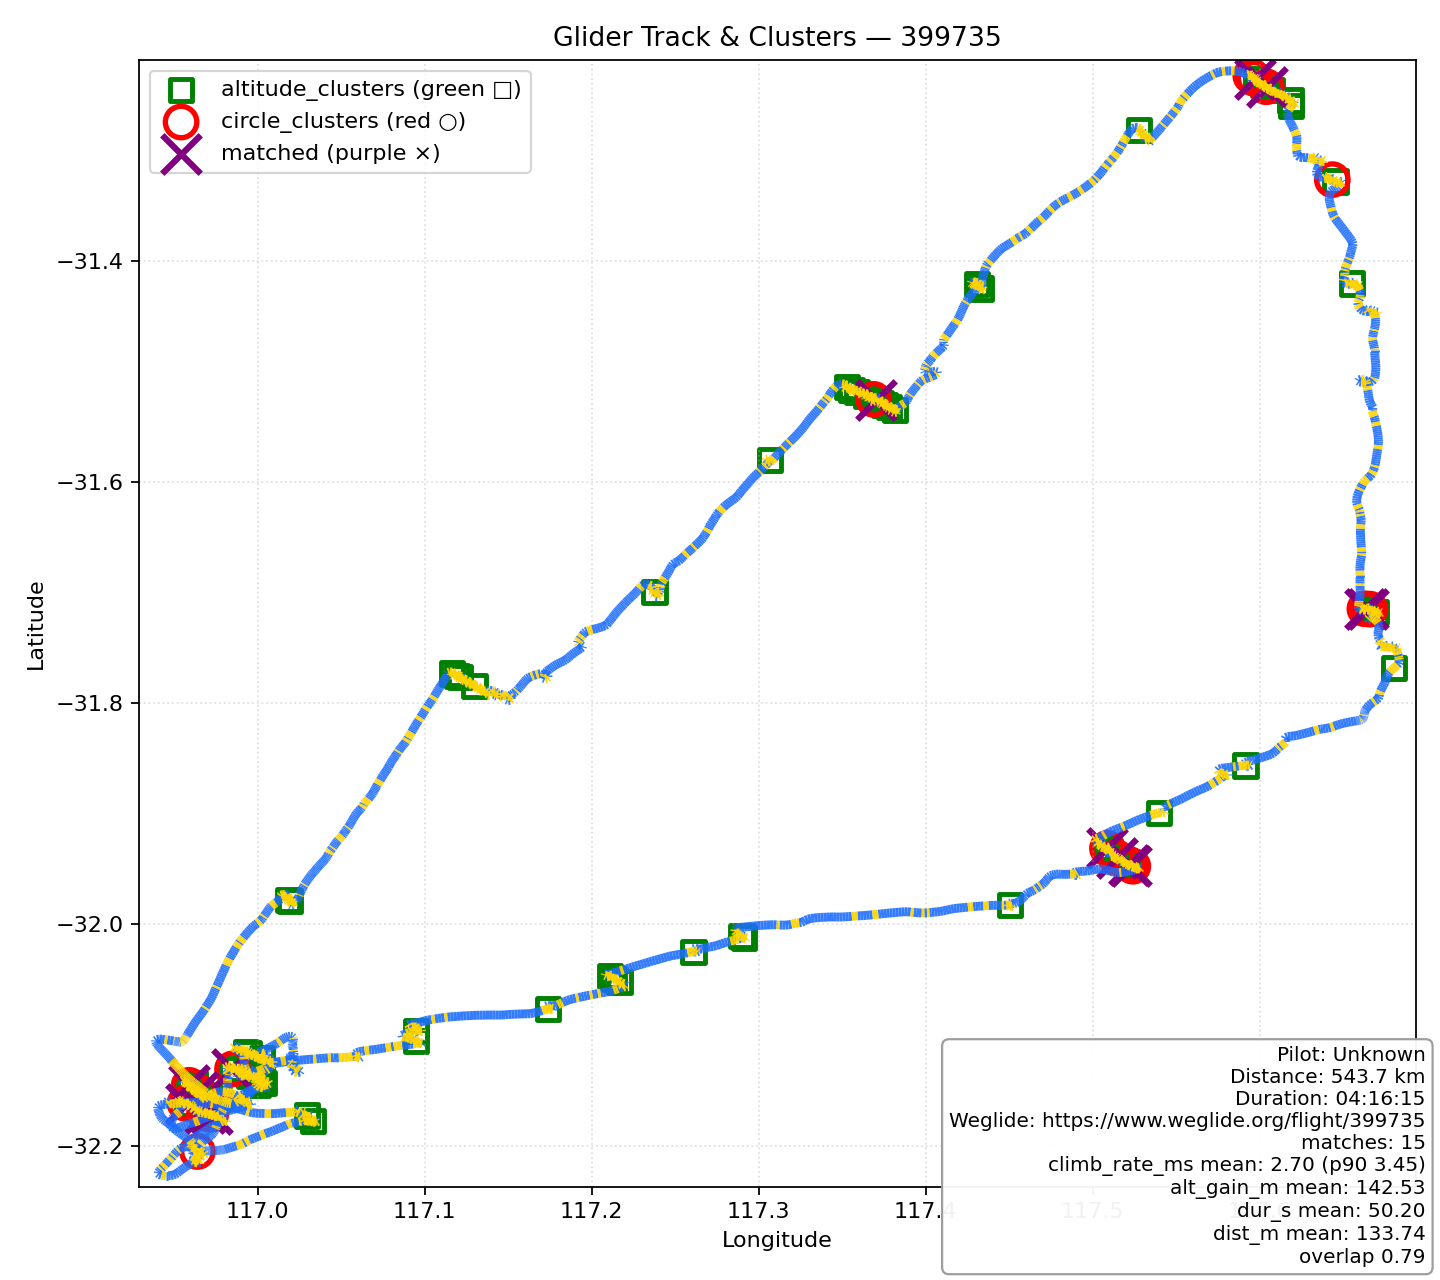 Glider Track & Clusters — 399735
altitude_clusters (green □)
circle_clusters (red ○)
matched (purple ×)
Latitude
−31.4
−31.6
−31.8
−32.0
−32.2
117.0
117.1
117.2
117.3
117.4
117.5
Longitude
Pilot: Unknown
Distance: 543.7 km
Duration: 04:16:15
Weglide: https://www.weglide.org/flight/399735
matches: 15
climb_rate_ms mean: 2.70 (p90 3.45)
alt_gain_m mean: 142.53
dur_s mean: 50.20
dist_m mean: 133.74
overlap 0.79